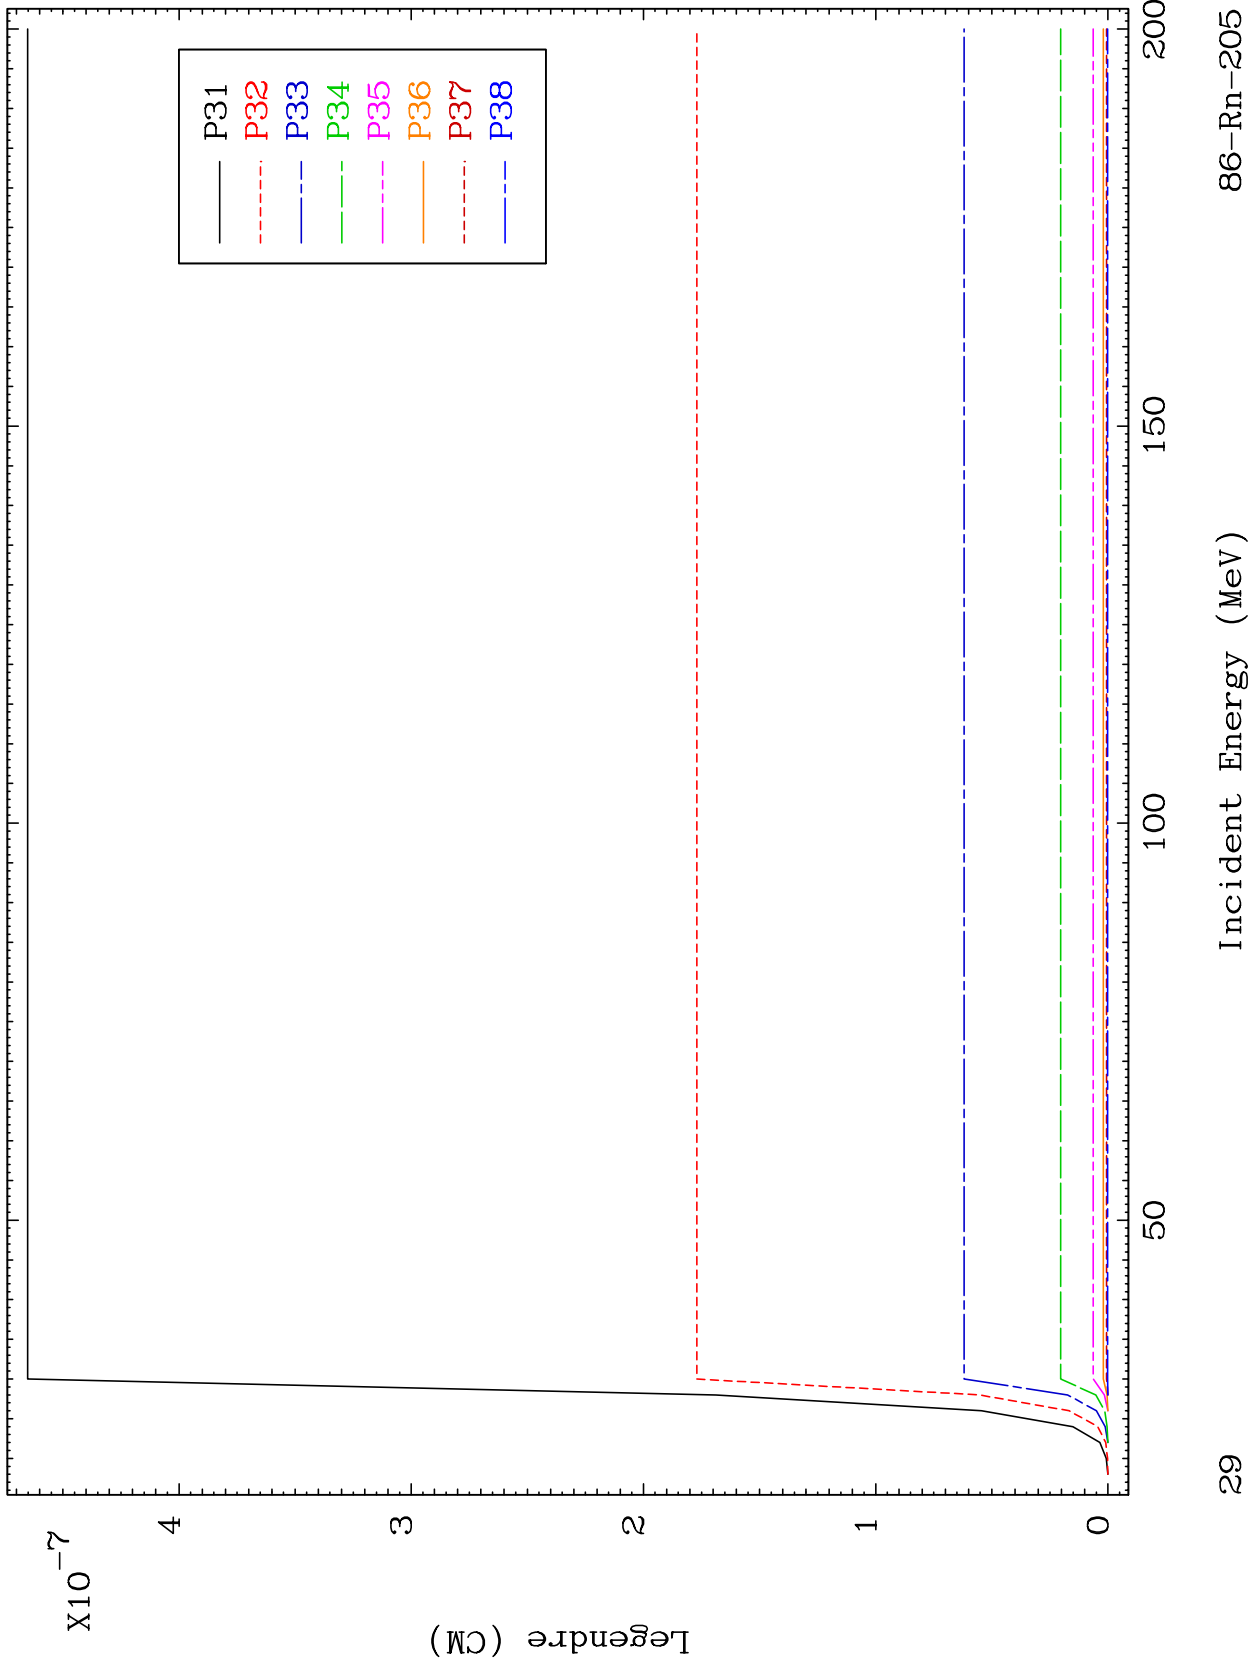 X10-7
Legendre (CM)
4
3
2
1
0
P31
P32
P33
P34
P35
P36
P37
P38
50
100
150
200
Incident Energy (MeV)
29
86-Rn-205